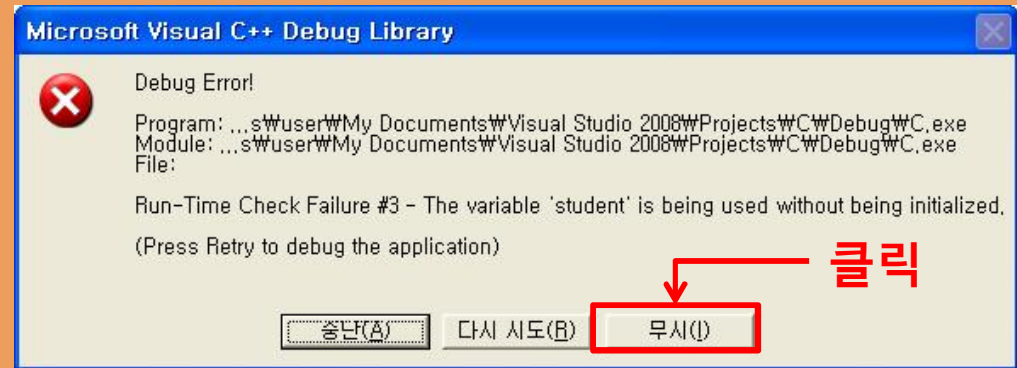 Microsoft Visual C++ Debug Library
Debug Error!
Program: ...s₩user₩My Documents₩Visual Studio 2008₩Projects₩C₩Debug₩C.exe
Module: ...s₩user₩My Documents₩Visual Studio 2008₩Projects₩C₩Debug₩C.exe
File:
Run-Time Check Failure #3 - The variable 'student' is being used without being initialized.
(Press Retry to debug the application)
클릭
중단(A) 다시 시도(R) 무시(I)